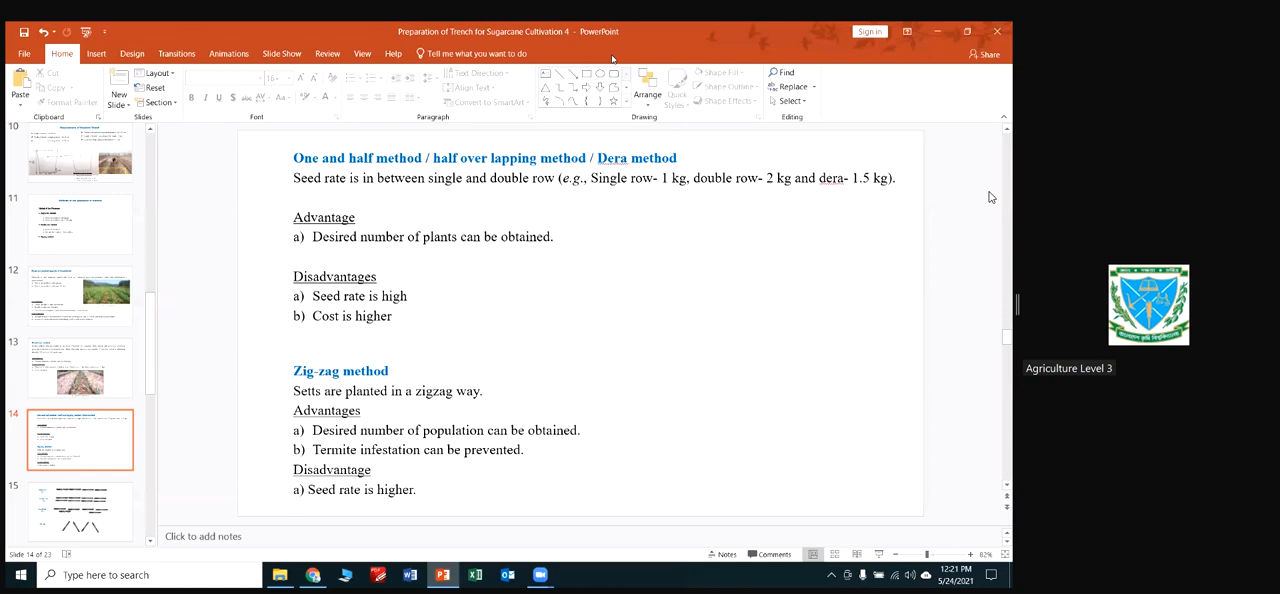 Preparation of Trench for Sugarcane Cultivation 4 - PowerPoint
Sign in
File Home Insert Design Transitions Animations Slide Show Review View Help Tell me what you want to do
Share
Paste
Cut
Copy
Format Painter
Clipboard
New Slide
Layout
Reset
Section
Slides
16
Font
Text Direction
Align Text
Convert to SmartArt
Paragraph
Arrange
Quick Styles
Shape Fill
Shape Outline
Shape Effects
Drawing
Find
Replace
Select
Editing
10
11
12
13
14
15
One and half method / half over lapping method / Dera method
Seed rate is in between single and double row (e.g., Single row- 1 kg, double row- 2 kg and dera- 1.5 kg).
Advantage
a) Desired number of plants can be obtained.
Disadvantages
a) Seed rate is high
b) Cost is higher
Zig-zag method
Setts are planted in a zigzag way.
Advantages
a) Desired number of population can be obtained.
b) Termite infestation can be prevented.
Disadvantage
a) Seed rate is higher.
Click to add notes
Slide 14 of 23
Notes Comments
82%
Type here to search
12:21 PM
5/24/2021
Agriculture Level 3